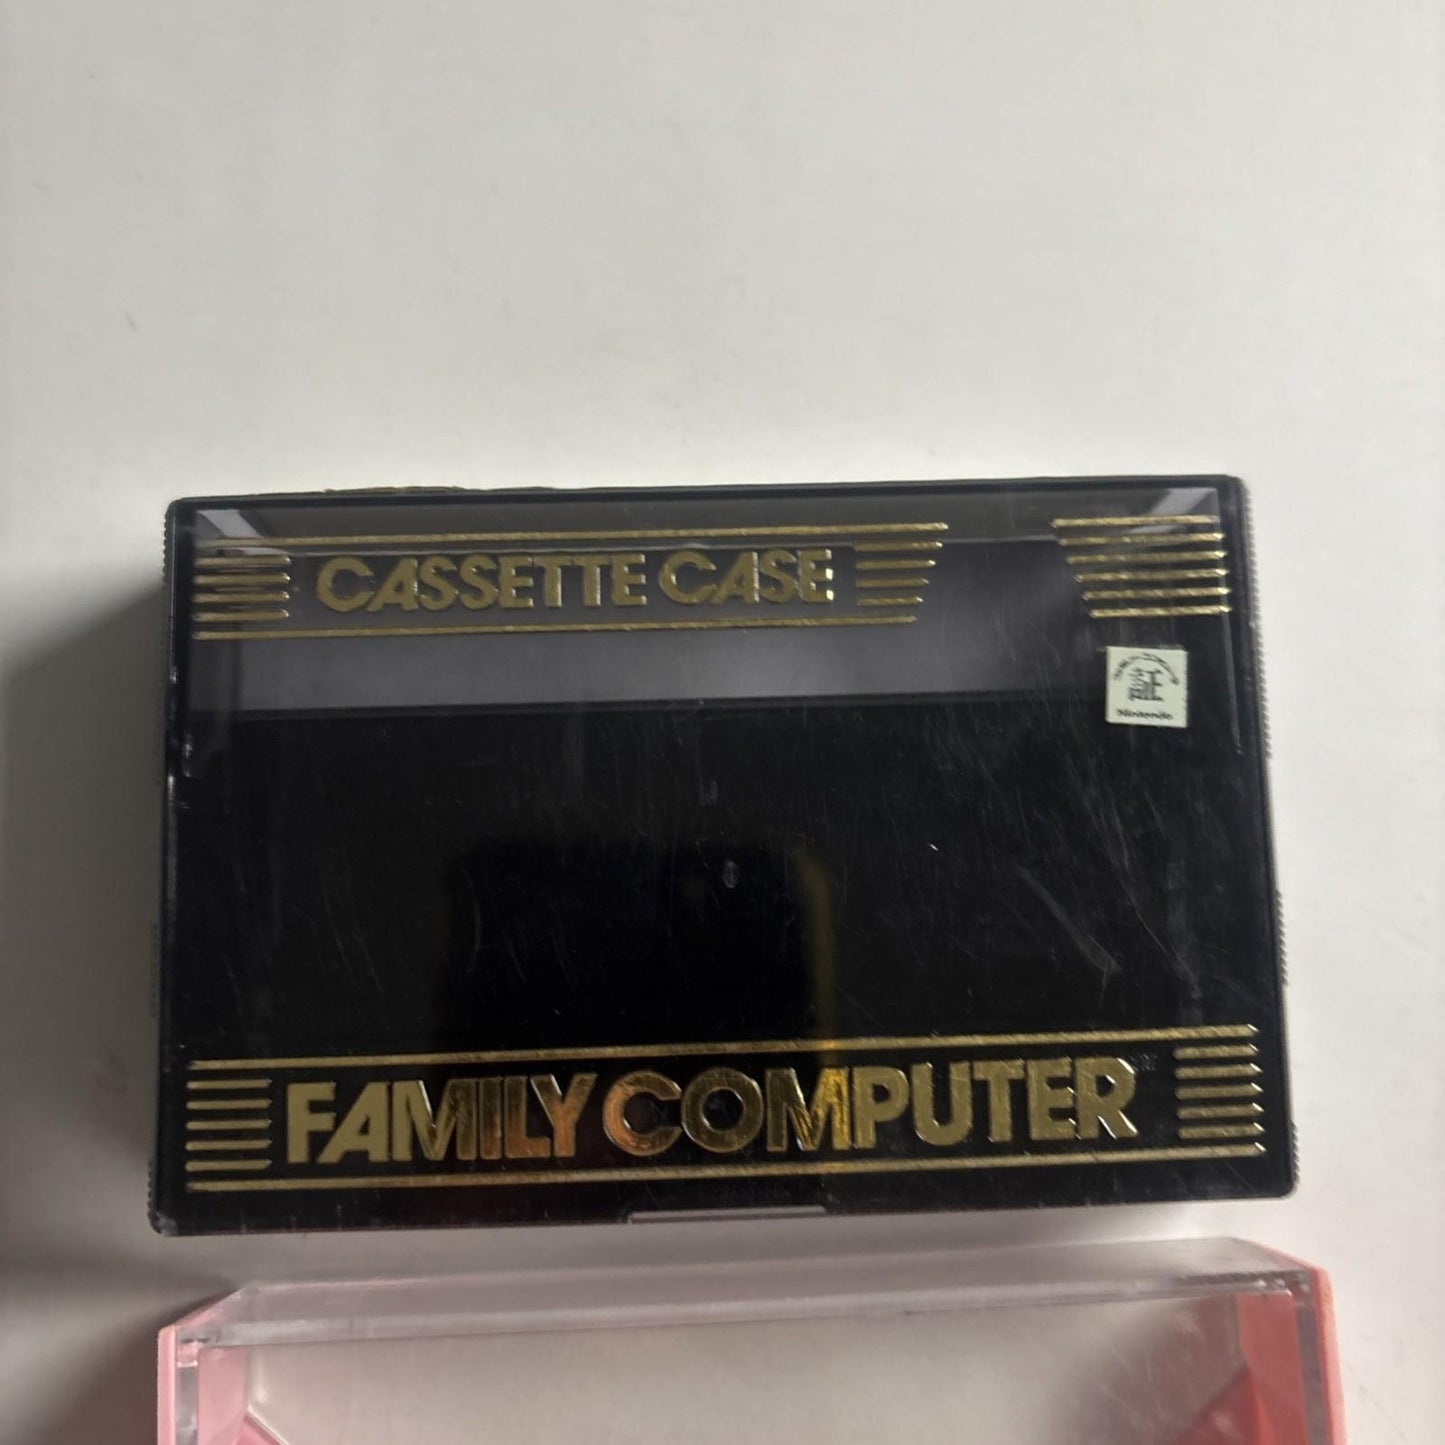 CASSETTE CASE
証
Nintendo
FAMILY COMPUTER